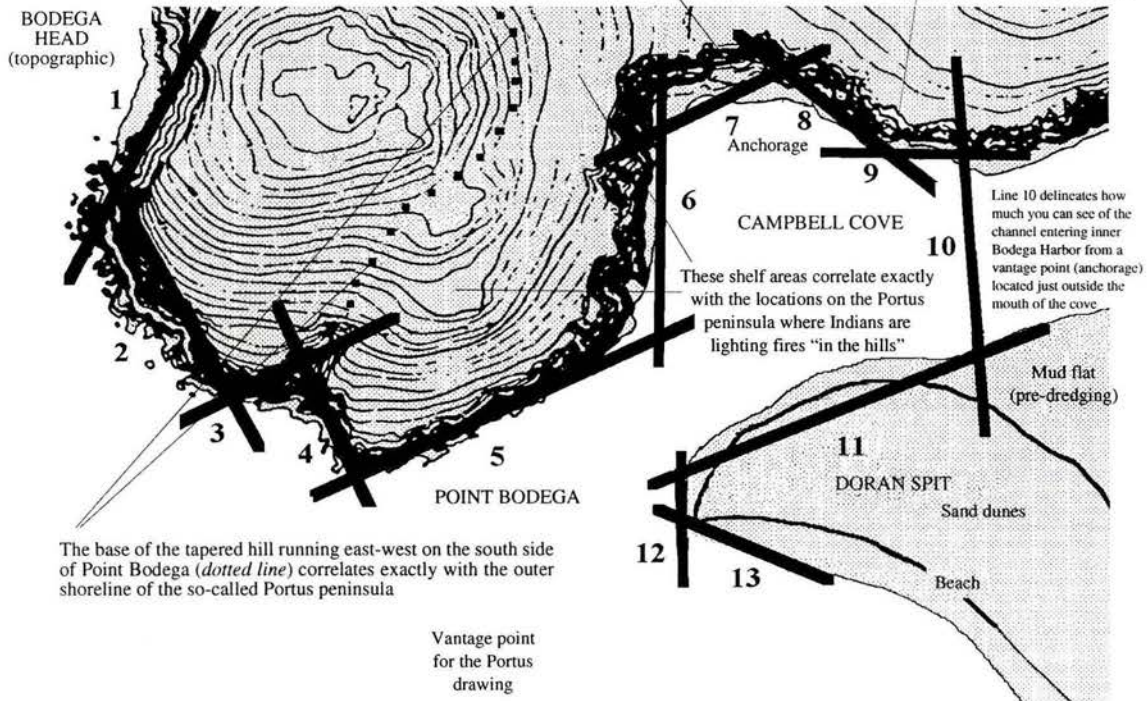 BODEGA
HEAD
(topographic)
1
2
3
4
5
6
7
8
Anchorage
9
CAMPBELL COVE
10
Line 10 delineates how
much you can see of the
channel entering inner
Bodega Harbor from a
vantage point (anchorage)
located just outside the
mouth of the cove
These shelf areas correlate exactly
with the locations on the Portus
peninsula where Indians are
lighting fires “in the hills”
Mud flat
(pre-dredging)
11
DORAN SPIT
Sand dunes
POINT BODEGA
12
13
Beach
The base of the tapered hill running east-west on the south side
of Point Bodega (dotted line) correlates exactly with the outer
shoreline of the so-called Portus peninsula
Vantage point
for the Portus
drawing